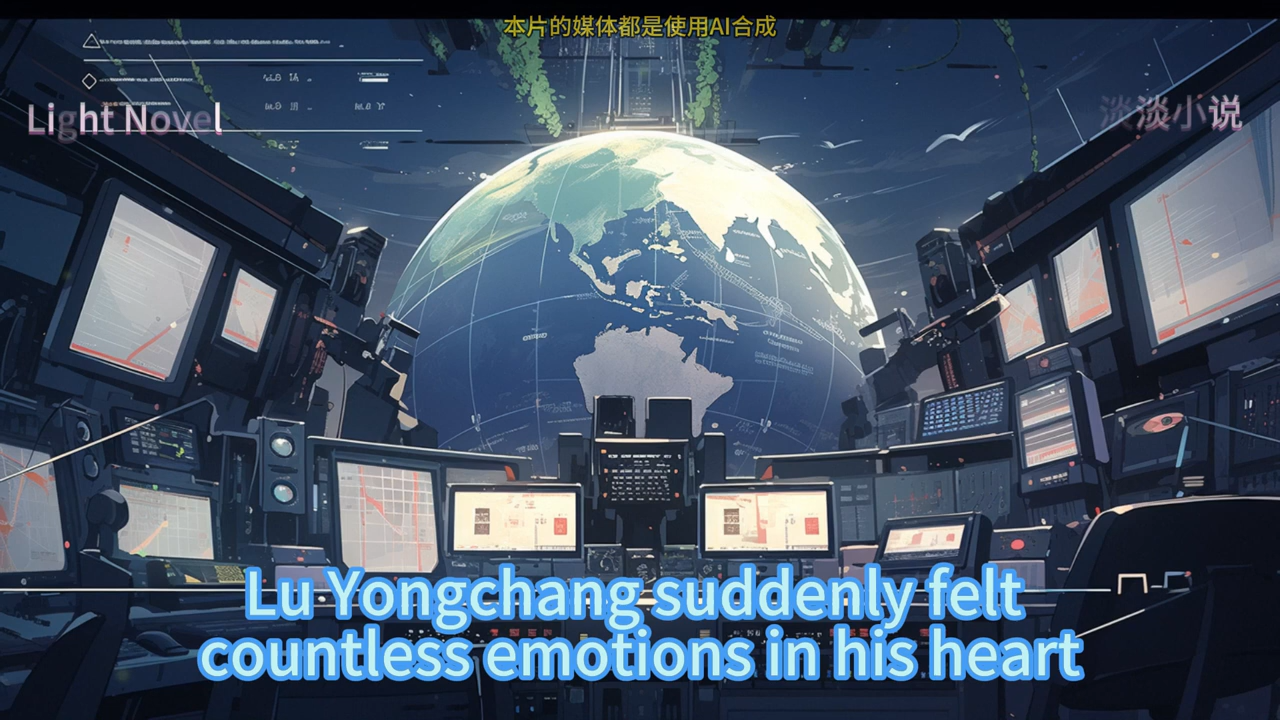 本片的媒体都是使用AI合成
Light Novel
淡淡小说
Lu Yongchang suddenly felt
countless emotions in his heart